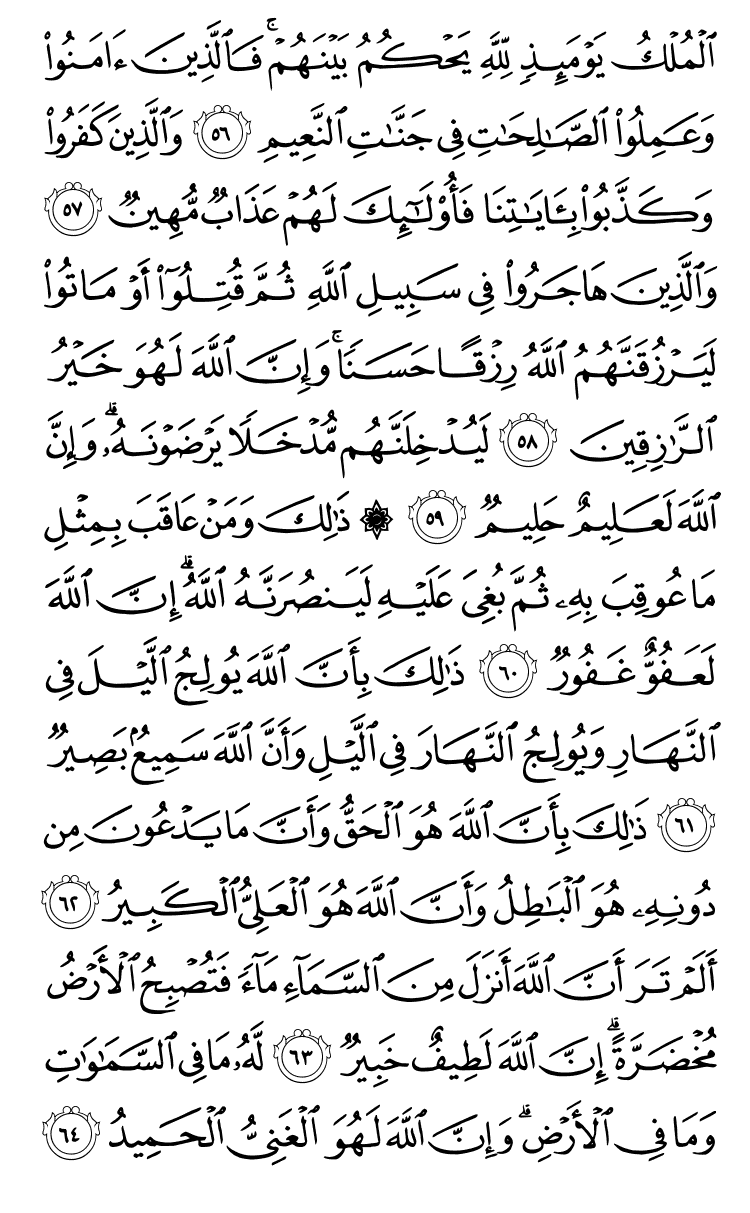 ٱلْمُلْكُ يَوْمَئِذٍ لِّلَّهِ يَحْكُمُ بَيْنَهُمْ ۚ فَٱلَّذِينَ ءَامَنُوا۟
وَعَمِلُوا۟ ٱلصَّـٰلِحَـٰتِ فِى جَنَّـٰتِ ٱلنَّعِيمِ ٥٦ وَٱلَّذِينَ كَفَرُوا۟
وَكَذَّبُوا۟ بِـَٔايَـٰتِنَا فَأُو۟لَـٰٓئِكَ لَهُمْ عَذَابٌ مُّهِينٌ ٥٧
وَٱلَّذِينَ هَاجَرُوا۟ فِى سَبِيلِ ٱللَّهِ ثُمَّ قُتِلُوٓا۟ أَوْ مَاتُوا۟
لَيَرْزُقَنَّهُمُ ٱللَّهُ رِزْقًا حَسَنًا ۚ وَإِنَّ ٱللَّهَ لَهُوَ خَيْرُ
ٱلرَّٰزِقِينَ ٥٨ لَيُدْخِلَنَّهُم مُّدْخَلًا يَرْضَوْنَهُۥ ۗ وَإِنَّ
ٱللَّهَ لَعَلِيمٌ حَلِيمٌ ٥٩ ۞ ذَٰلِكَ وَمَنْ عَاقَبَ بِمِثْلِ
مَا عُوقِبَ بِهِۦ ثُمَّ بُغِىَ عَلَيْهِ لَيَنصُرَنَّهُ ٱللَّهُ ۗ إِنَّ ٱللَّهَ
لَعَفُوٌّ غَفُورٌ ٦٠ ذَٰلِكَ بِأَنَّ ٱللَّهَ يُولِجُ ٱلَّيْلَ فِى
ٱلنَّهَارِ وَيُولِجُ ٱلنَّهَارَ فِى ٱلَّيْلِ وَأَنَّ ٱللَّهَ سَمِيعٌۢ بَصِيرٌ
٦١ ذَٰلِكَ بِأَنَّ ٱللَّهَ هُوَ ٱلْحَقُّ وَأَنَّ مَا يَدْعُونَ مِن
دُونِهِۦ هُوَ ٱلْبَـٰطِلُ وَأَنَّ ٱللَّهَ هُوَ ٱلْعَلِىُّ ٱلْكَبِيرُ ٦٢
أَلَمْ تَرَ أَنَّ ٱللَّهَ أَنزَلَ مِنَ ٱلسَّمَآءِ مَآءً فَتُصْبِحُ ٱلْأَرْضُ
مُخْضَرَّةً ۗ إِنَّ ٱللَّهَ لَطِيفٌ خَبِيرٌ ٦٣ لَّهُۥ مَا فِى ٱلسَّمَـٰوَٰتِ
وَمَا فِى ٱلْأَرْضِ ۗ وَإِنَّ ٱللَّهَ لَهُوَ ٱلْغَنِىُّ ٱلْحَمِيدُ ٦٤